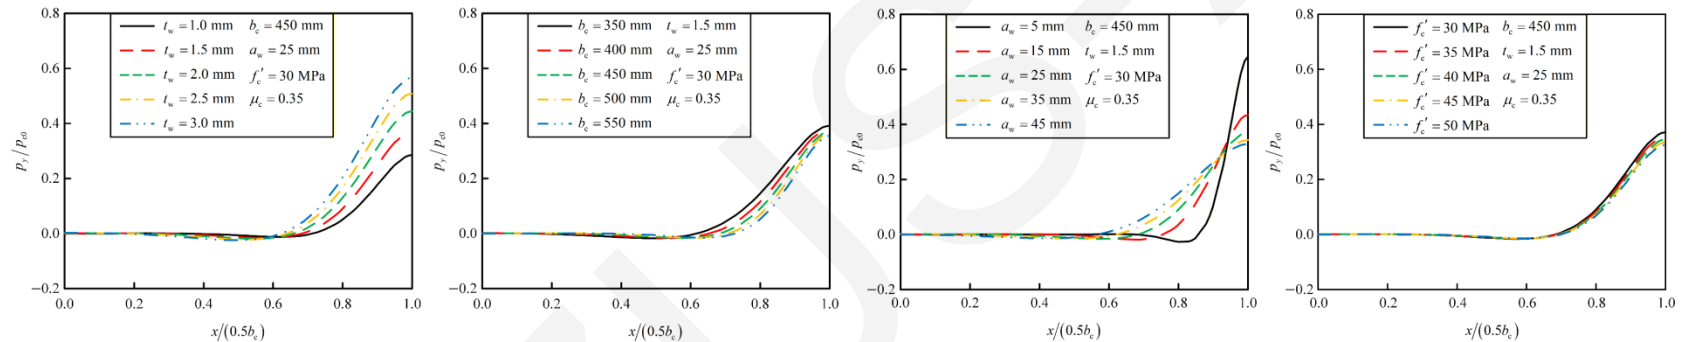 0.8
0.6
0.4
0.2
0.0
−0.2
p_y/p_e0
t_w = 1.0 mm b_c = 450 mm
t_w = 1.5 mm a_w = 25 mm
t_w = 2.0 mm f_c′ = 30 MPa
t_w = 2.5 mm μ_c = 0.35
t_w = 3.0 mm
0.0 0.2 0.4 0.6 0.8 1.0
x/(0.5b_c)
0.8
0.6
0.4
0.2
0.0
−0.2
p_y/p_e0
b_c = 350 mm t_w = 1.5 mm
b_c = 400 mm a_w = 25 mm
b_c = 450 mm f_c′ = 30 MPa
b_c = 500 mm μ_c = 0.35
b_c = 550 mm
0.0 0.2 0.4 0.6 0.8 1.0
x/(0.5b_c)
0.8
0.6
0.4
0.2
0.0
−0.2
p_y/p_e0
a_w = 5 mm b_c = 450 mm
a_w = 15 mm t_w = 1.5 mm
a_w = 25 mm f_c′ = 30 MPa
a_w = 35 mm μ_c = 0.35
a_w = 45 mm
0.0 0.2 0.4 0.6 0.8 1.0
x/(0.5b_c)
0.8
0.6
0.4
0.2
0.0
−0.2
p_y/p_e0
f_c′ = 30 MPa b_c = 450 mm
f_c′ = 35 MPa t_w = 1.5 mm
f_c′ = 40 MPa a_w = 25 mm
f_c′ = 45 MPa μ_c = 0.35
f_c′ = 50 MPa
0.0 0.2 0.4 0.6 0.8 1.0
x/(0.5b_c)